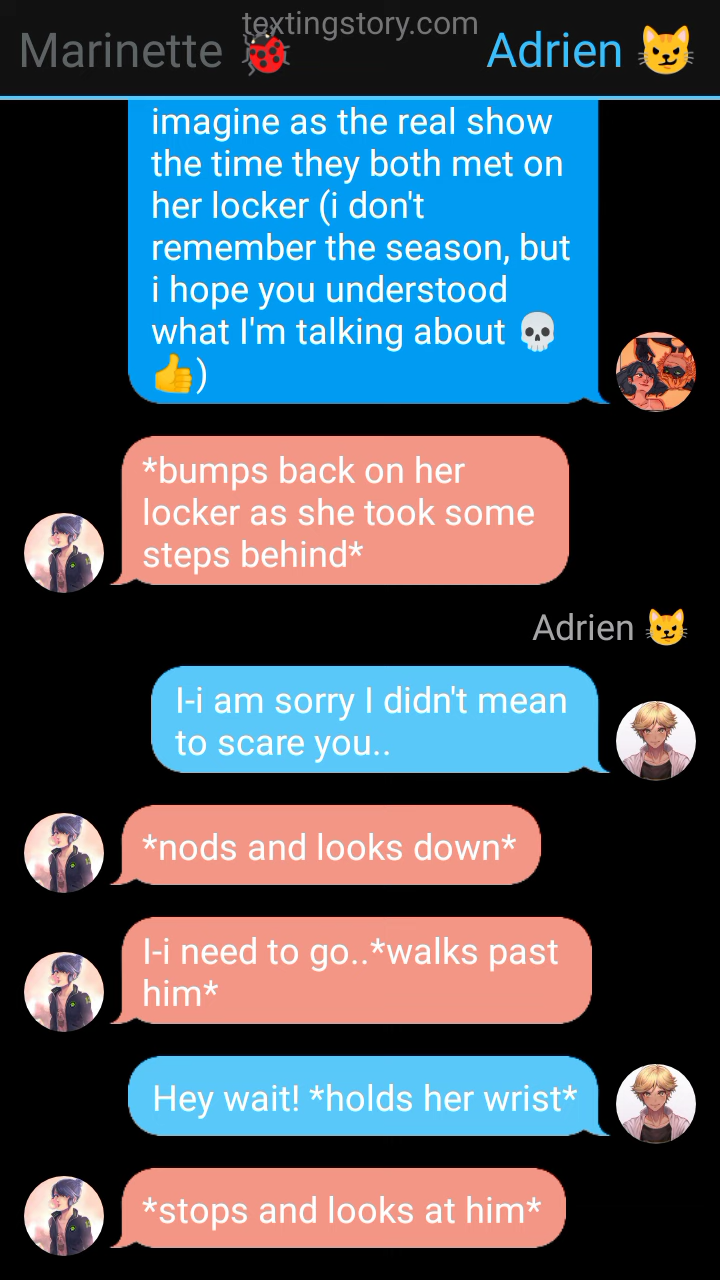 textingstory.com
Marinette 🐞
Adrien 😼
imagine as the real show
the time they both met on
her locker (i don't
remember the season, but
i hope you understood
what I'm talking about 💀
👍)
*bumps back on her
locker as she took some
steps behind*
Adrien 😼
I-i am sorry I didn't mean
to scare you..
*nods and looks down*
I-i need to go..*walks past
him*
Hey wait! *holds her wrist*
*stops and looks at him*